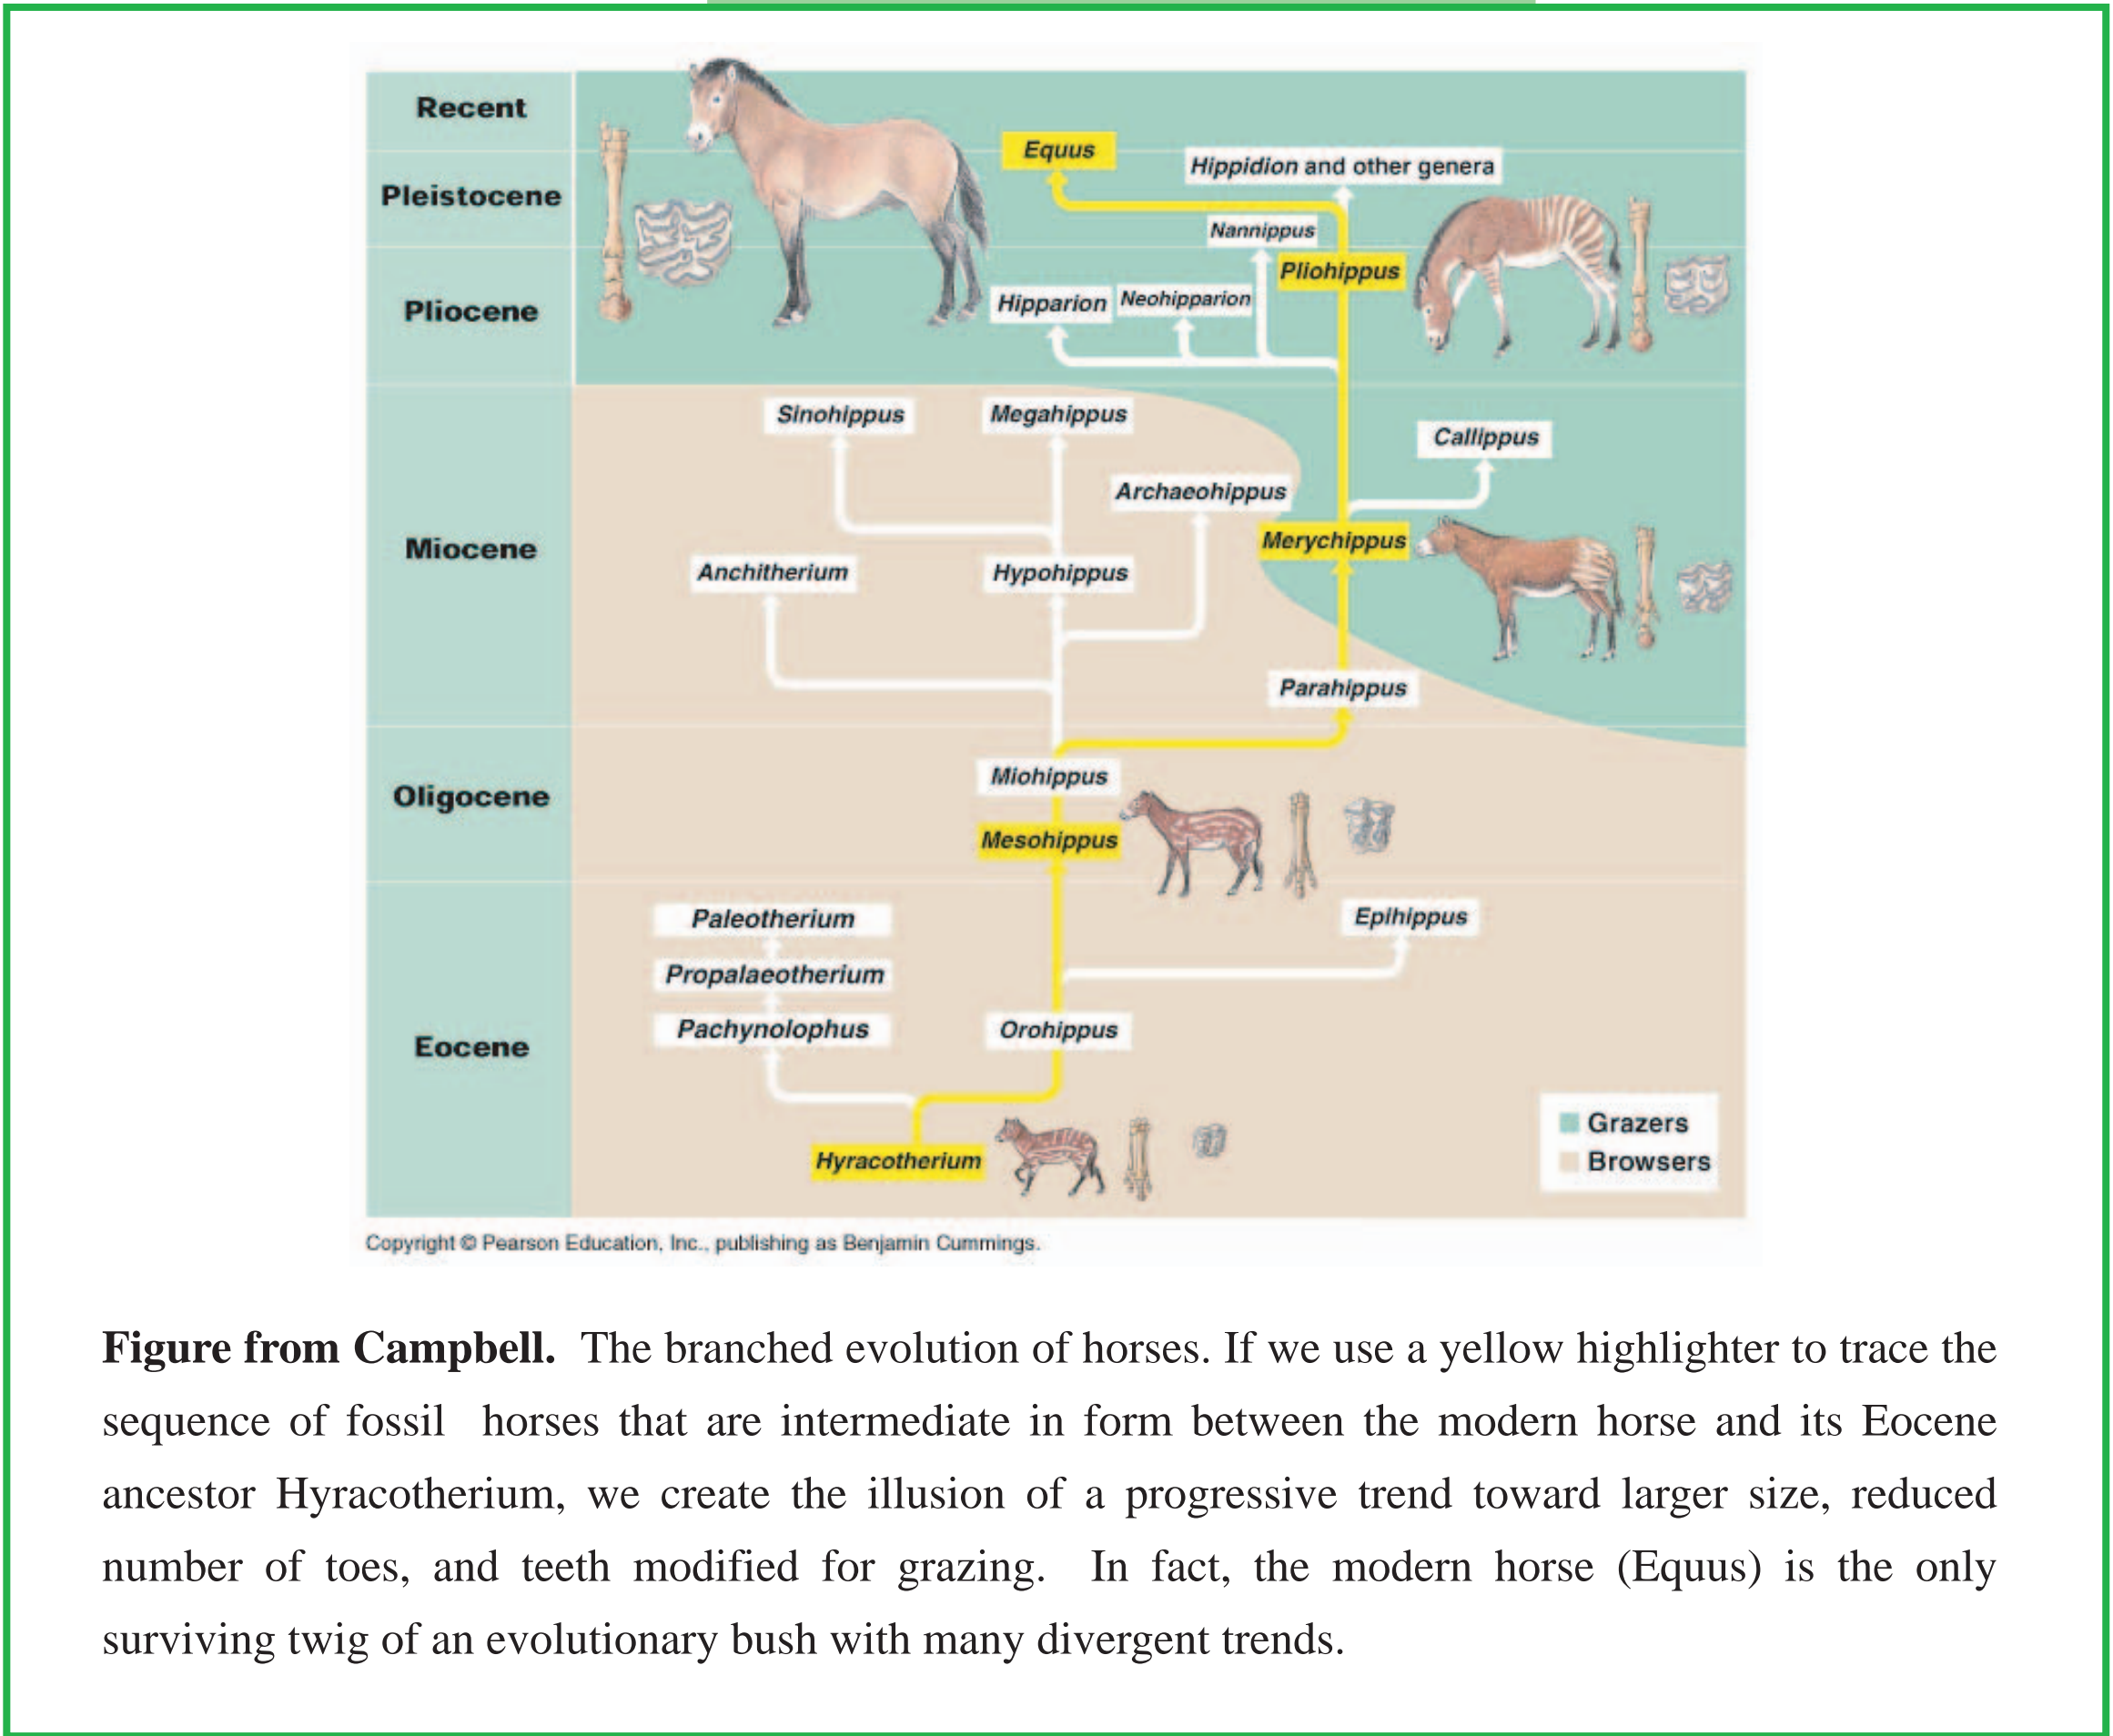 Recent
Equus
Hippidion and other genera
Pleistocene
Nannippus
Pliohippus
Hipparion
Neohipparion
Pliocene
Sinohippus
Megahippus
Callippus
Archaeohippus
Merychippus
Miocene
Anchitherium
Hypohippus
Parahippus
Miohippus
Oligocene
Mesohippus
Paleotherium
Epihippus
Propalaeotherium
Pachynolophus
Orohippus
Eocene
Grazers
Browsers
Hyracotherium
Copyright © Pearson Education, Inc., publishing as Benjamin Cummings.
Figure from Campbell. The branched evolution of horses. If we use a yellow highlighter to trace the
sequence of fossil horses that are intermediate in form between the modern horse and its Eocene
ancestor Hyracotherium, we create the illusion of a progressive trend toward larger size, reduced
number of toes, and teeth modified for grazing. In fact, the modern horse (Equus) is the only
surviving twig of an evolutionary bush with many divergent trends.